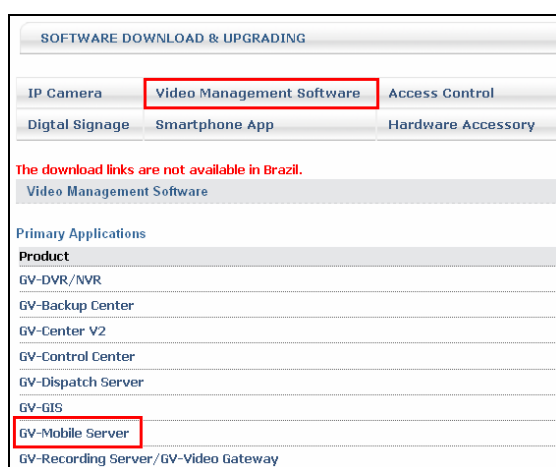 SOFTWARE DOWNLOAD & UPGRADING
IP Camera Video Management Software Access Control
Digtal Signage Smartphone App Hardware Accessory
The download links are not available in Brazil.
Video Management Software
Primary Applications
Product
GV-DVR/NVR
GV-Backup Center
GV-Center V2
GV-Control Center
GV-Dispatch Server
GV-GIS
GV-Mobile Server
GV-Recording Server/GV-Video Gateway